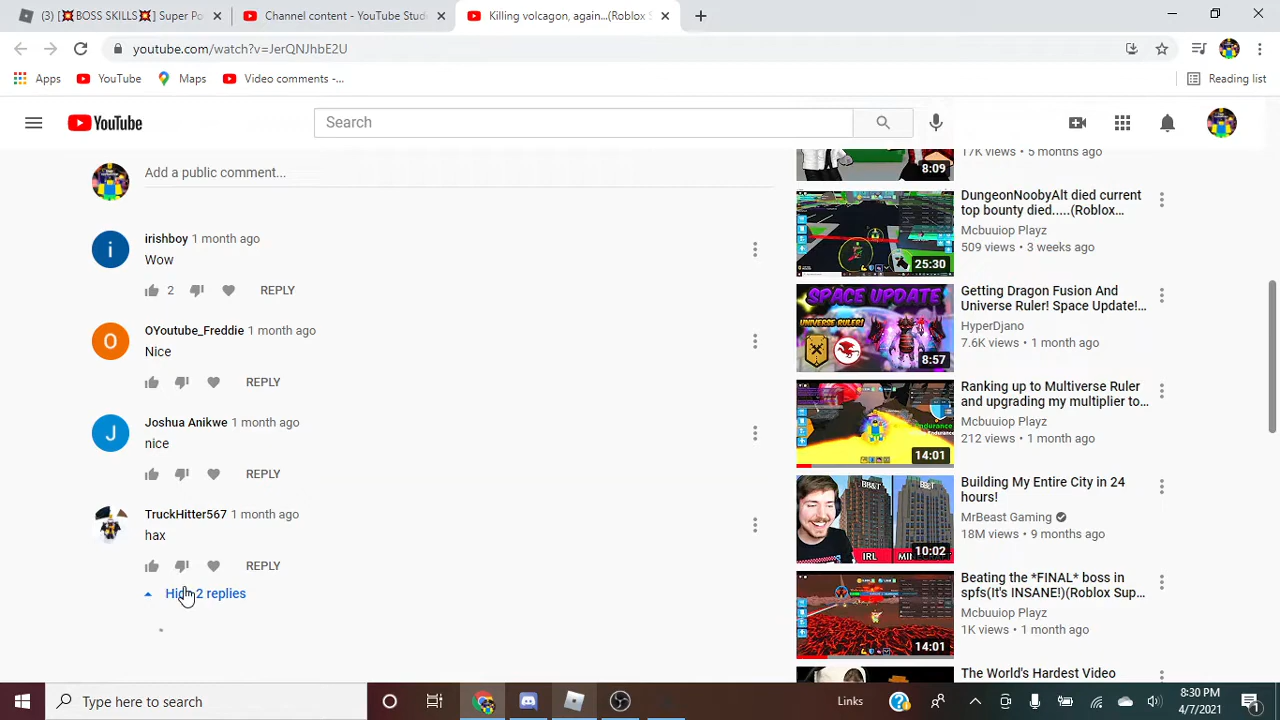 (3) [💥BOSS SKILLS💥] Super P
Channel content - YouTube Stud
Killing volcagon, again...(Roblox S
youtube.com/watch?v=JerQNJhbE2U
Apps
YouTube
Maps
Video comments -...
Reading list
YouTube
Search
Add a public comment...
irishboy 1 month ago
Wow
2
REPLY
OYoutube_Freddie 1 month ago
Nice
REPLY
Joshua Anikwe 1 month ago
nice
REPLY
TruckHitter567 1 month ago
hax
REPLY
Hide 2 replies
17K views • 5 months ago
8:09
DungeonNoobyAlt died current
top bounty died.....(Roblox...
Mcbuuiop Playz
509 views • 3 weeks ago
25:30
SPACE UPDATE
UNIVERSE RULER!
8:57
Getting Dragon Fusion And
Universe Ruler! Space Update!...
HyperDjano
7.6K views • 1 month ago
Endurance
14:01
Ranking up to Multiverse Ruler
and upgrading my multiplier to...
Mcbuuiop Playz
212 views • 1 month ago
BB&T
BB&T
IRL
10:02
Building My Entire City in 24
hours!
MrBeast Gaming
18M views • 9 months ago
14:01
Beating the *FINAL* boss in
spfs(It's INSANE!)(Roblox Sup...
Mcbuuiop Playz
1K views • 1 month ago
The World's Hardest Video
Type here to search
Links
8:30 PM
4/7/2021
1